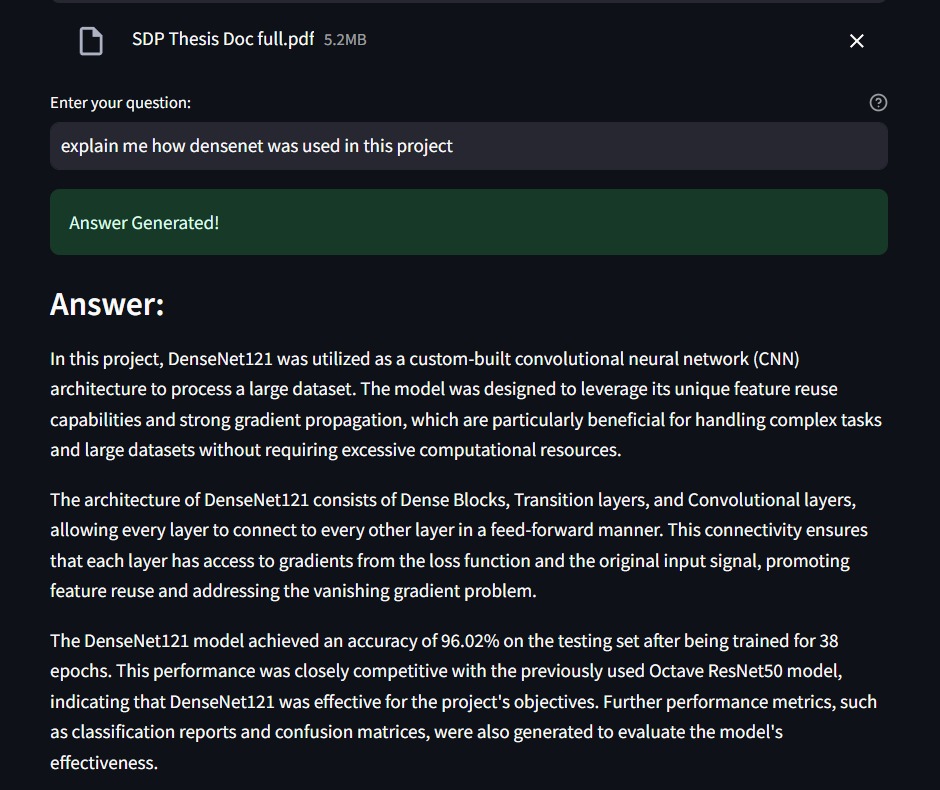 SDP Thesis Doc full.pdf 5.2MB
Enter your question:
explain me how densenet was used in this project
Answer Generated!
Answer:
In this project, DenseNet121 was utilized as a custom-built convolutional neural network (CNN)
architecture to process a large dataset. The model was designed to leverage its unique feature reuse
capabilities and strong gradient propagation, which are particularly beneficial for handling complex tasks
and large datasets without requiring excessive computational resources.
The architecture of DenseNet121 consists of Dense Blocks, Transition layers, and Convolutional layers,
allowing every layer to connect to every other layer in a feed-forward manner. This connectivity ensures
that each layer has access to gradients from the loss function and the original input signal, promoting
feature reuse and addressing the vanishing gradient problem.
The DenseNet121 model achieved an accuracy of 96.02% on the testing set after being trained for 38
epochs. This performance was closely competitive with the previously used Octave ResNet50 model,
indicating that DenseNet121 was effective for the project's objectives. Further performance metrics, such
as classification reports and confusion matrices, were also generated to evaluate the model's
effectiveness.